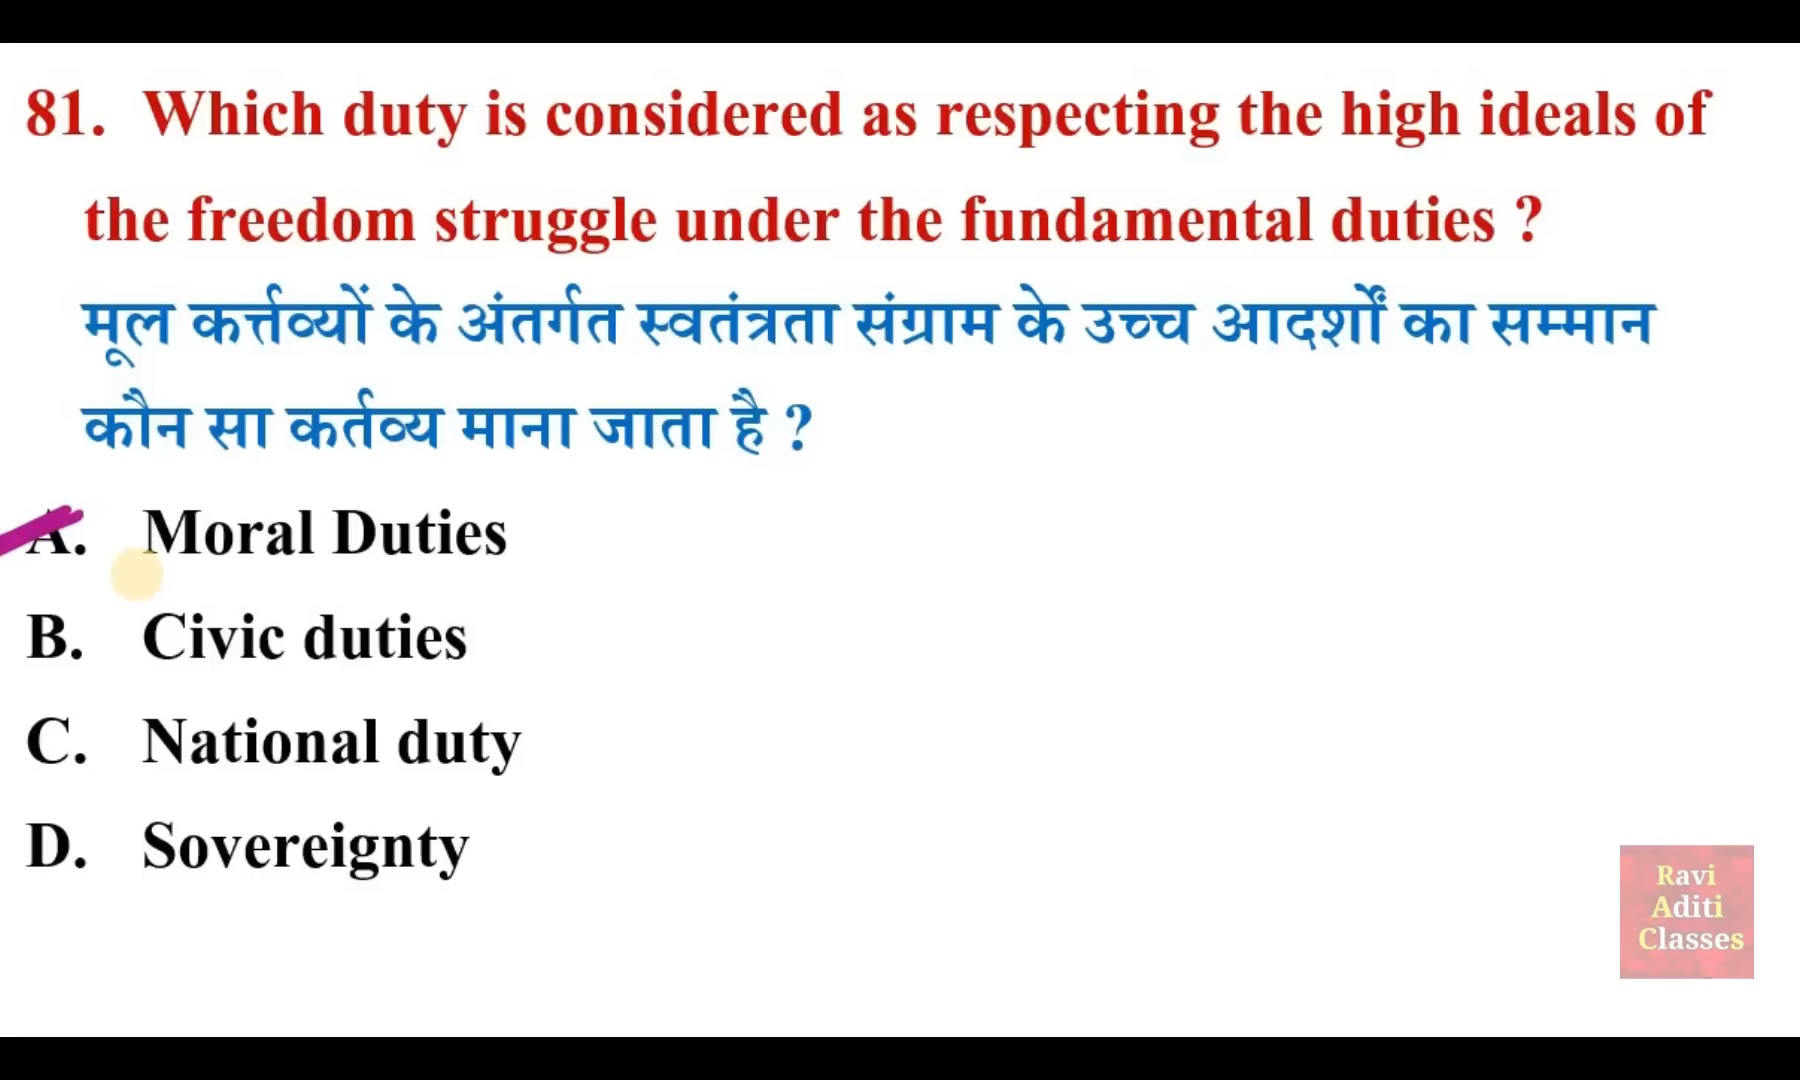 81. Which duty is considered as respecting the high ideals of
the freedom struggle under the fundamental duties ?
मूल कर्त्तव्यों के अंतर्गत स्वतंत्रता संग्राम के उच्च आदर्शों का सम्मान
कौन सा कर्तव्य माना जाता है ?
A. Moral Duties
B. Civic duties
C. National duty
D. Sovereignty
Ravi
Aditi
Classes